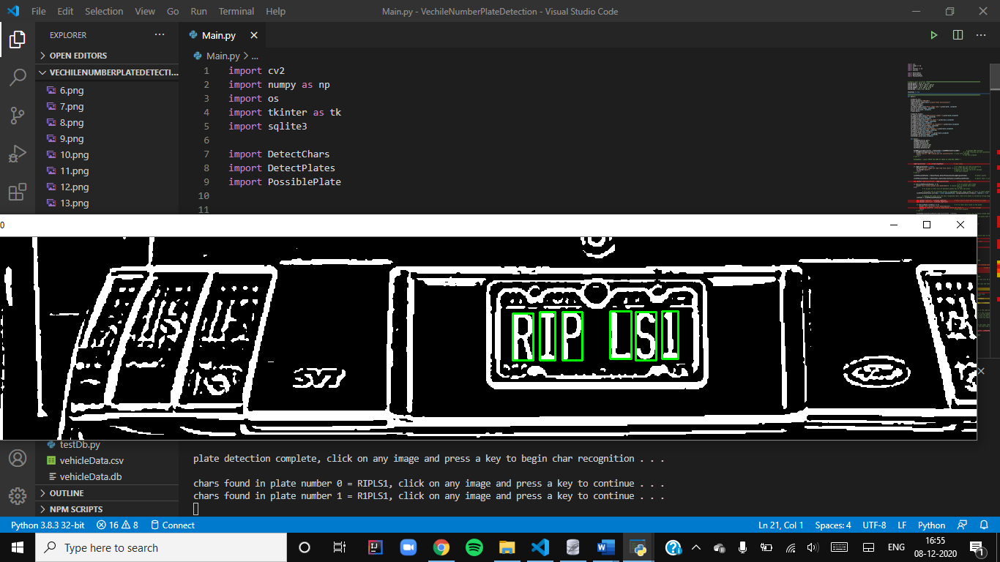 File Edit Selection View Go Run Terminal Help
Main.py - VechileNumberPlateDetection - Visual Studio Code
EXPLORER
OPEN EDITORS
VECHILENUMBERPLATEDETECTI...
6.png
7.png
8.png
9.png
10.png
11.png
12.png
13.png
Main.py
Main.py > ...
1 import cv2
2 import numpy as np
3 import os
4 import tkinter as tk
5 import sqlite3
6
7 import DetectChars
8 import DetectPlates
9 import PossiblePlate
10
11
0
RIP LS1
SVT
testDb.py
vehicleData.csv
vehicleData.db
OUTLINE
NPM SCRIPTS
plate detection complete, click on any image and press a key to begin char recognition . . .
chars found in plate number 0 = RIPLS1, click on any image and press a key to continue . . .
chars found in plate number 1 = R1PLS1, click on any image and press a key to continue . . .
Python 3.8.3 32-bit 16 8 Connect
Ln 21, Col 1 Spaces: 4 UTF-8 LF Python
Type here to search
ENG
16:55
08-12-2020
1